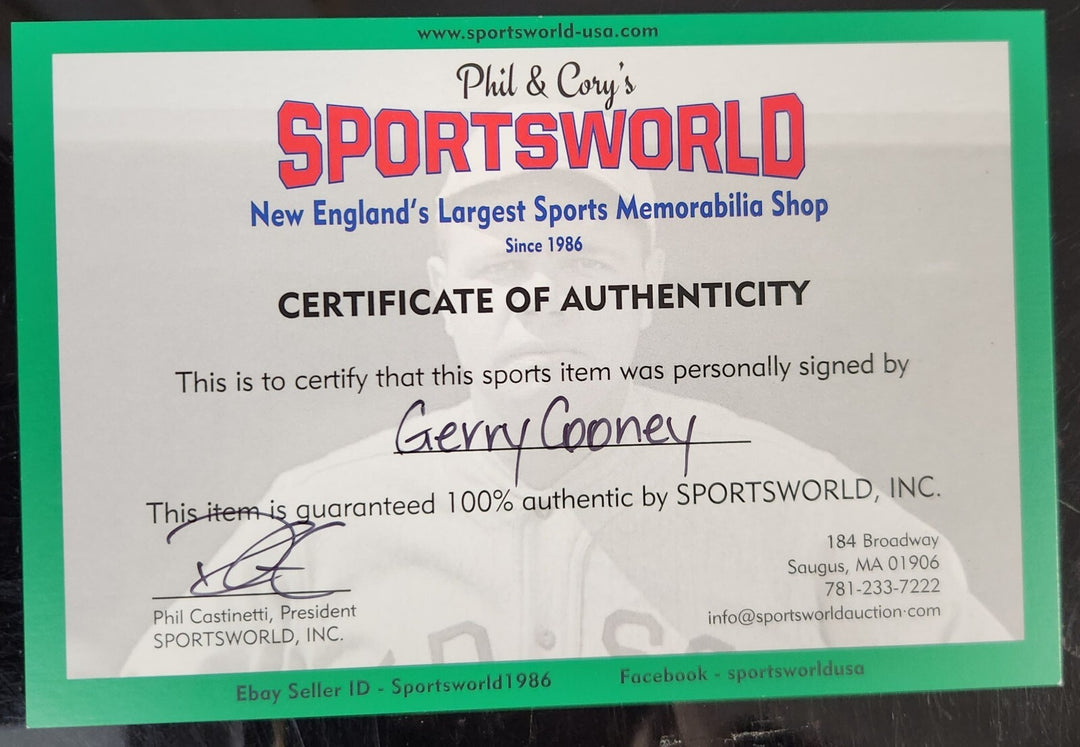 www.sportsworld-usa.com
Phil & Cory's
SPORTSWORLD
New England's Largest Sports Memorabilia Shop
Since 1986
CERTIFICATE OF AUTHENTICITY
This is to certify that this sports item was personally signed by
Gerry Cooney
This item is guaranteed 100% authentic by SPORTSWORLD, INC.
Phil Castinetti, President
SPORTSWORLD, INC.
184 Broadway
Saugus, MA 01906
781-233-7222
info@sportsworldauction.com
Ebay Seller ID - Sportsworld1986
Facebook - sportsworldusa